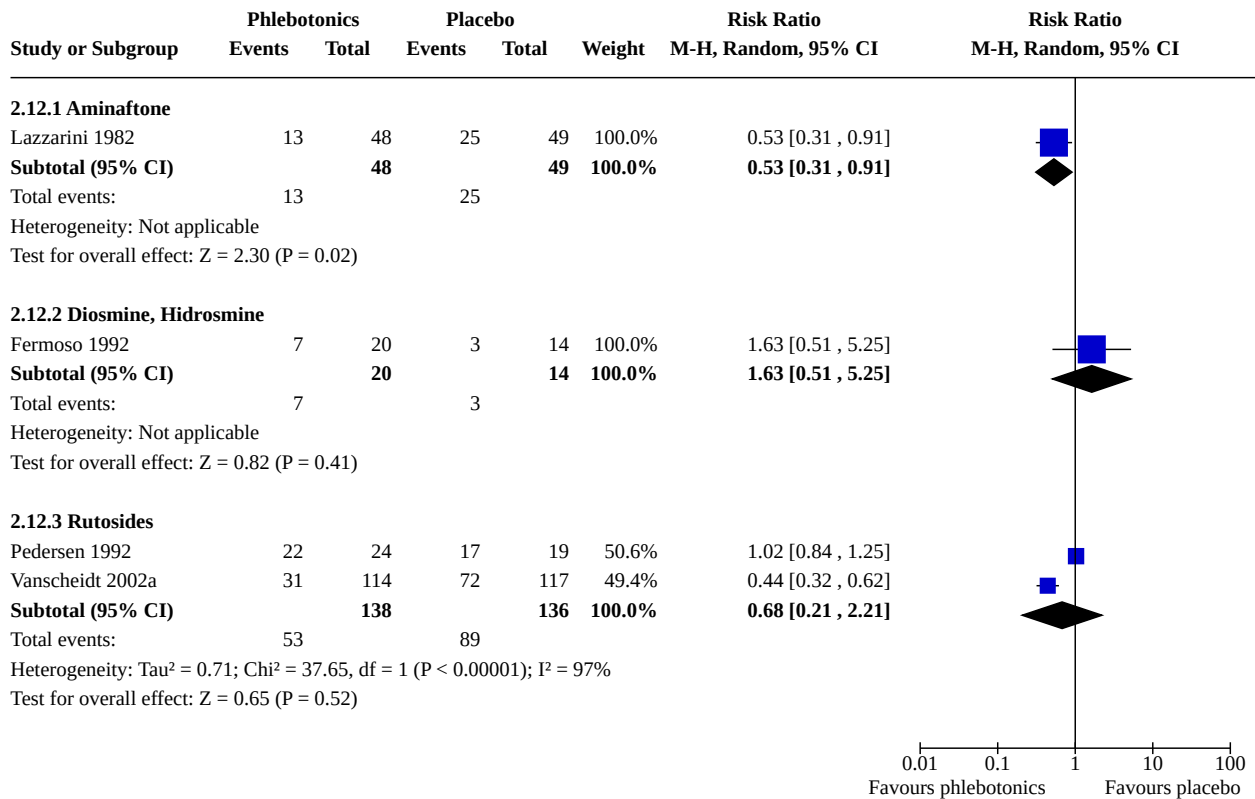 Phlebotonics Placebo Risk Ratio Risk Ratio
Study or Subgroup Events Total Events Total Weight M-H, Random, 95% CI M-H, Random, 95% CI
2.12.1 Aminaftone
Lazzarini 1982 13 48 25 49 100.0% 0.53 [0.31 , 0.91]
Subtotal (95% CI) 48 49 100.0% 0.53 [0.31 , 0.91]
Total events: 13 25
Heterogeneity: Not applicable
Test for overall effect: Z = 2.30 (P = 0.02)
2.12.2 Diosmine, Hidrosmine
Fermoso 1992 7 20 3 14 100.0% 1.63 [0.51 , 5.25]
Subtotal (95% CI) 20 14 100.0% 1.63 [0.51 , 5.25]
Total events: 7 3
Heterogeneity: Not applicable
Test for overall effect: Z = 0.82 (P = 0.41)
2.12.3 Rutosides
Pedersen 1992 22 24 17 19 50.6% 1.02 [0.84 , 1.25]
Vanscheidt 2002a 31 114 72 117 49.4% 0.44 [0.32 , 0.62]
Subtotal (95% CI) 138 136 100.0% 0.68 [0.21 , 2.21]
Total events: 53 89
Heterogeneity: Tau² = 0.71; Chi² = 37.65, df = 1 (P < 0.00001); I² = 97%
Test for overall effect: Z = 0.65 (P = 0.52)
0.01 0.1 1 10 100
Favours phlebotonics Favours placebo